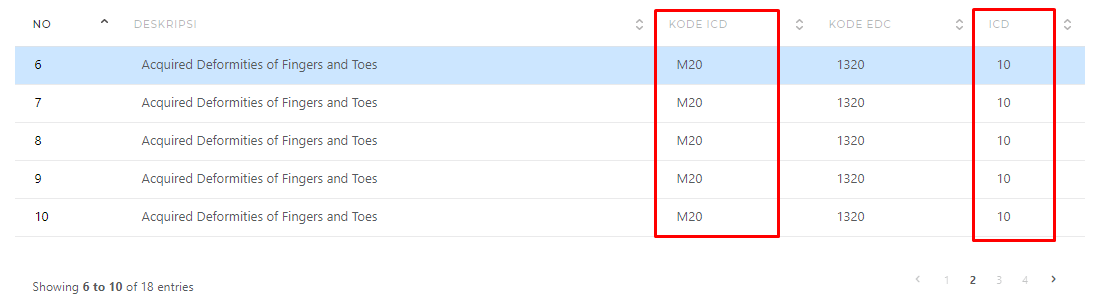 NO DESKRIPSI KODE ICD KODE EDC ICD
6 Acquired Deformities of Fingers and Toes M20 1320 10
7 Acquired Deformities of Fingers and Toes M20 1320 10
8 Acquired Deformities of Fingers and Toes M20 1320 10
9 Acquired Deformities of Fingers and Toes M20 1320 10
10 Acquired Deformities of Fingers and Toes M20 1320 10
Showing 6 to 10 of 18 entries
1 2 3 4